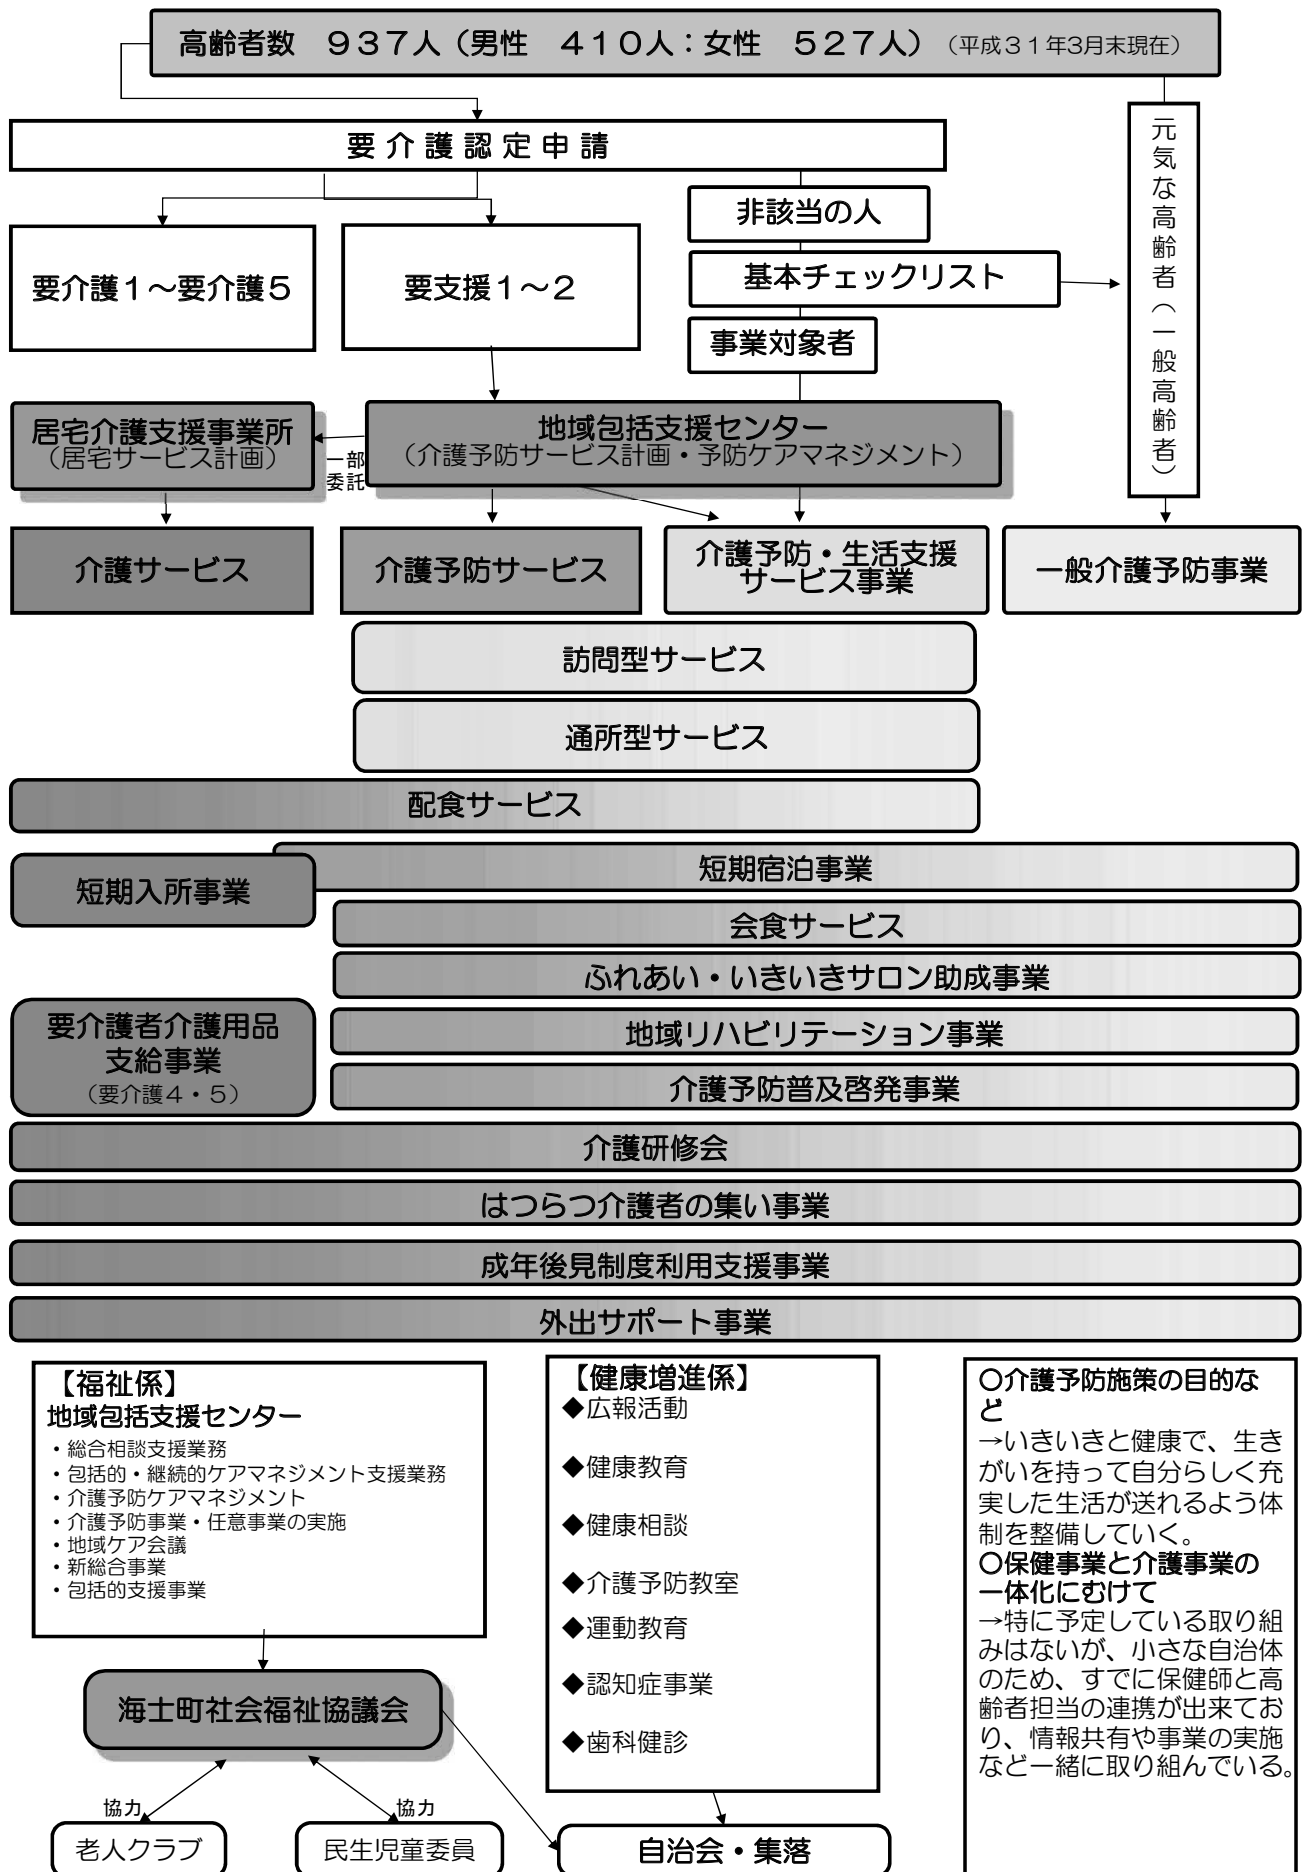 高齢者数　９３７人（男性　４１０人：女性　５２７人）（平成３１年3月末現在）
要介護認定申請
元気な高齢者（一般高齢者）
非該当の人
要介護１～要介護５
要支援１～２
基本チェックリスト
事業対象者
居宅介護支援事業所
（居宅サービス計画）
一部
委託
地域包括支援センター
（介護予防サービス計画・予防ケアマネジメント）
介護サービス
介護予防サービス
介護予防・生活支援
サービス事業
一般介護予防事業
訪問型サービス
通所型サービス
配食サービス
短期入所事業
短期宿泊事業
会食サービス
ふれあい・いきいきサロン助成事業
要介護者介護用品
支給事業
（要介護４・５）
地域リハビリテーション事業
介護予防普及啓発事業
介護研修会
はつらつ介護者の集い事業
成年後見制度利用支援事業
外出サポート事業
【福祉係】
地域包括支援センター
・総合相談支援業務
・包括的・継続的ケアマネジメント支援業務
・介護予防ケアマネジメント
・介護予防事業・任意事業の実施
・地域ケア会議
・新総合事業
・包括的支援事業
海士町社会福祉協議会
協力
協力
老人クラブ
民生児童委員
【健康増進係】
◆広報活動
◆健康教育
◆健康相談
◆介護予防教室
◆運動教育
◆認知症事業
◆歯科健診
自治会・集落
〇介護予防施策の目的な
ど
→いきいきと健康で、生き
がいを持って自分らしく充
実した生活が送れるよう体
制を整備していく。
〇保健事業と介護事業の
一体化にむけて
→特に予定している取り組
みはないが、小さな自治体
のため、すでに保健師と高
齢者担当の連携が出来てお
り、情報共有や事業の実施
など一緒に取り組んでいる。